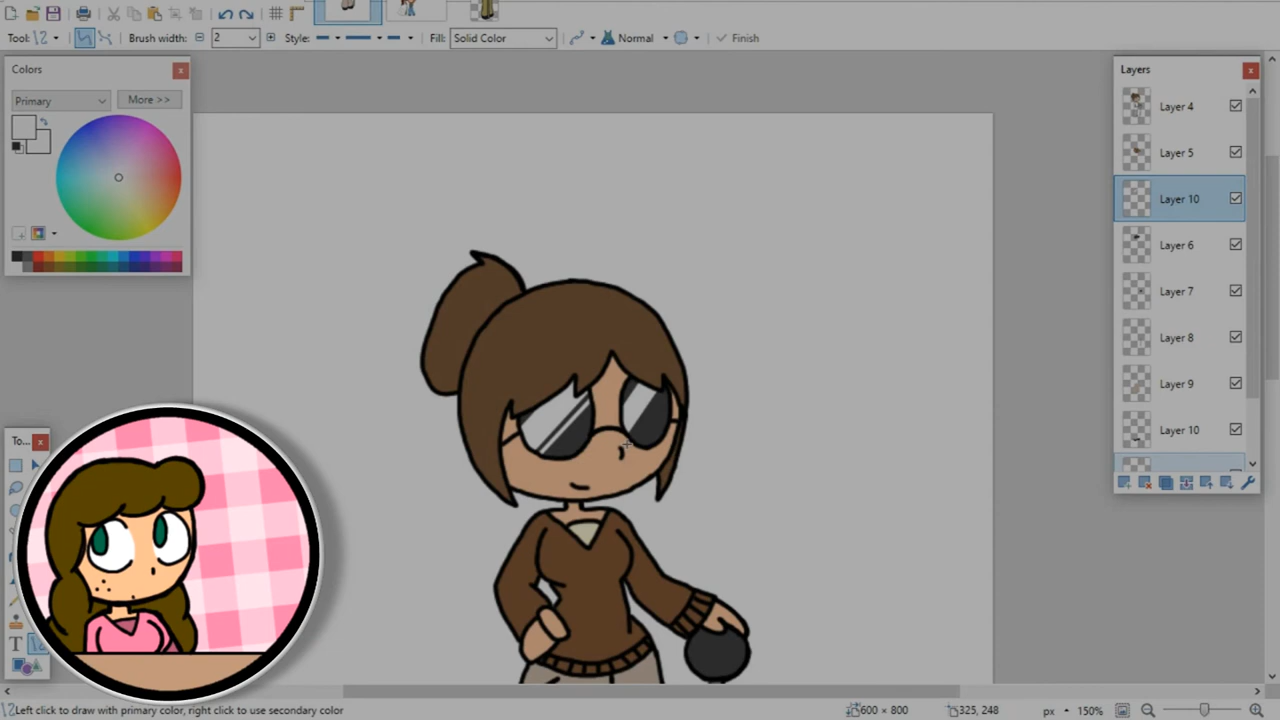 Tool:
Brush width:
2
Style:
Fill:
Solid Color
Normal
Finish
Colors
Primary
More >>
Layers
Layer 4
Layer 5
Layer 10
Layer 6
Layer 7
Layer 8
Layer 9
Layer 10
To...
T
Left click to draw with primary color, right click to use secondary color
600 × 800
325, 248
px
150%